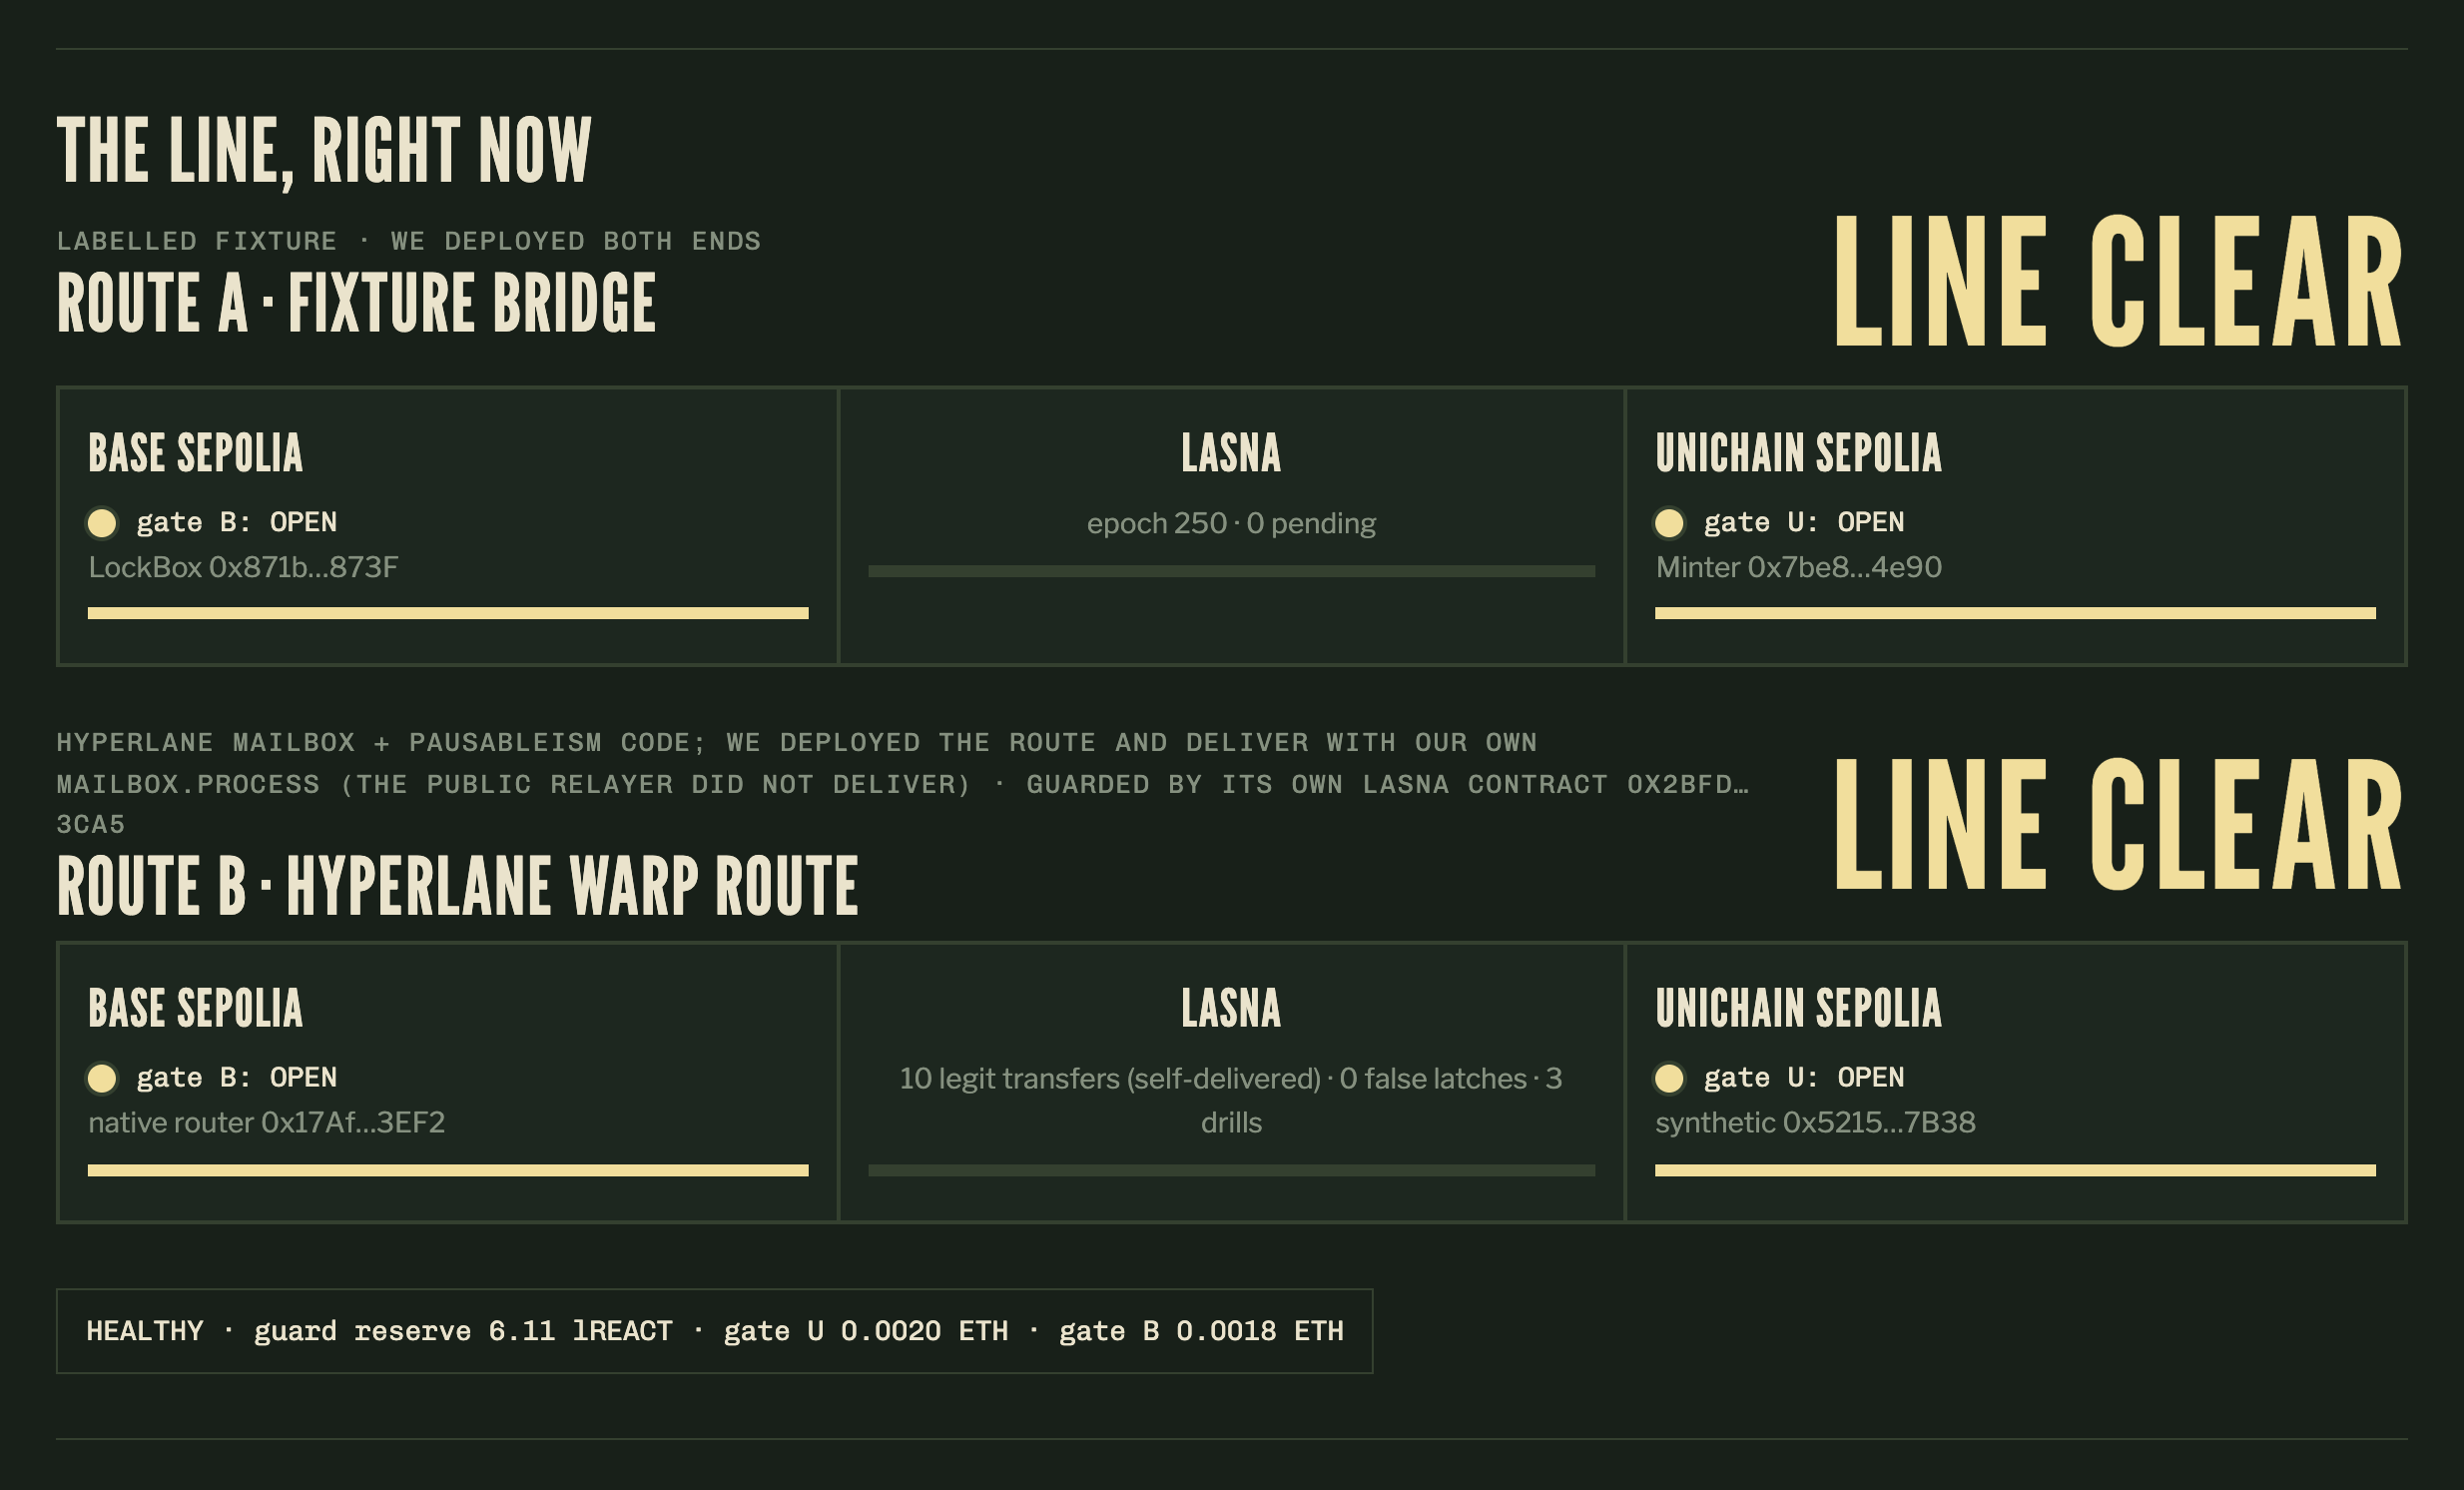 THE LINE, RIGHT NOW
LABELLED FIXTURE · WE DEPLOYED BOTH ENDS
ROUTE A · FIXTURE BRIDGE
LINE CLEAR
BASE SEPOLIA
gate B: OPEN
LockBox 0x871b...873F
LASNA
epoch 250 · 0 pending
UNICHAIN SEPOLIA
gate U: OPEN
Minter 0x7be8...4e90
HYPERLANE MAILBOX + PAUSABLEISM CODE; WE DEPLOYED THE ROUTE AND DELIVER WITH OUR OWN
MAILBOX.PROCESS (THE PUBLIC RELAYER DID NOT DELIVER) · GUARDED BY ITS OWN LASNA CONTRACT 0X2BFD…
3CA5
ROUTE B · HYPERLANE WARP ROUTE
LINE CLEAR
BASE SEPOLIA
gate B: OPEN
native router 0x17Af...3EF2
LASNA
10 legit transfers (self-delivered) · 0 false latches · 3
drills
UNICHAIN SEPOLIA
gate U: OPEN
synthetic 0x5215...7B38
HEALTHY · guard reserve 6.11 lREACT · gate U 0.0020 ETH · gate B 0.0018 ETH